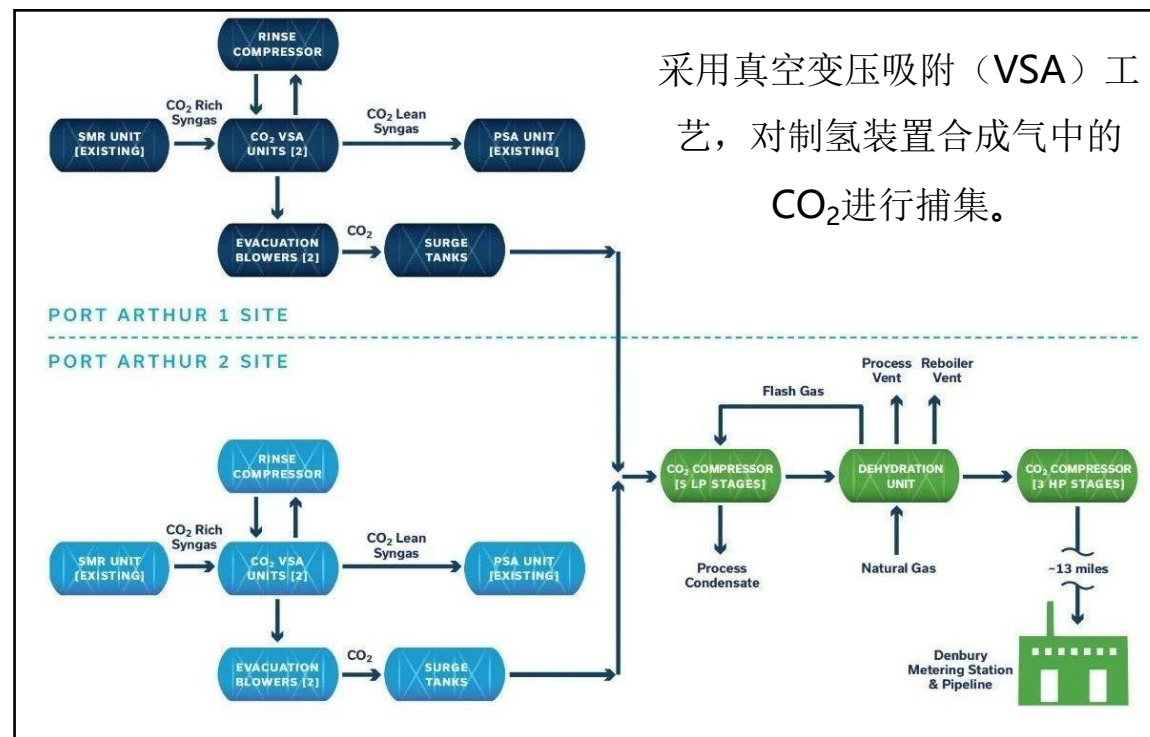 采用真空变压吸附（VSA）工
艺，对制氢装置合成气中的
CO₂进行捕集。
RINSE
COMPRESSOR
CO₂ Rich
Syngas
CO₂ Lean
Syngas
SMR UNIT
[EXISTING]
CO₂ VSA
UNITS [2]
PSA UNIT
[EXISTING]
EVACUATION
BLOWERS [2]
CO₂
SURGE
TANKS
PORT ARTHUR 1 SITE
PORT ARTHUR 2 SITE
Process
Vent
Reboiler
Vent
Flash Gas
RINSE
COMPRESSOR
CO₂ COMPRESSOR
[5 LP STAGES]
DEHYDRATION
UNIT
CO₂ COMPRESSOR
[3 HP STAGES]
CO₂ Rich
Syngas
CO₂ Lean
Syngas
SMR UNIT
[EXISTING]
CO₂ VSA
UNITS [2]
PSA UNIT
[EXISTING]
Process
Condensate
Natural Gas
~13 miles
EVACUATION
BLOWERS [2]
CO₂
SURGE
TANKS
Denbury
Metering Station
& Pipeline